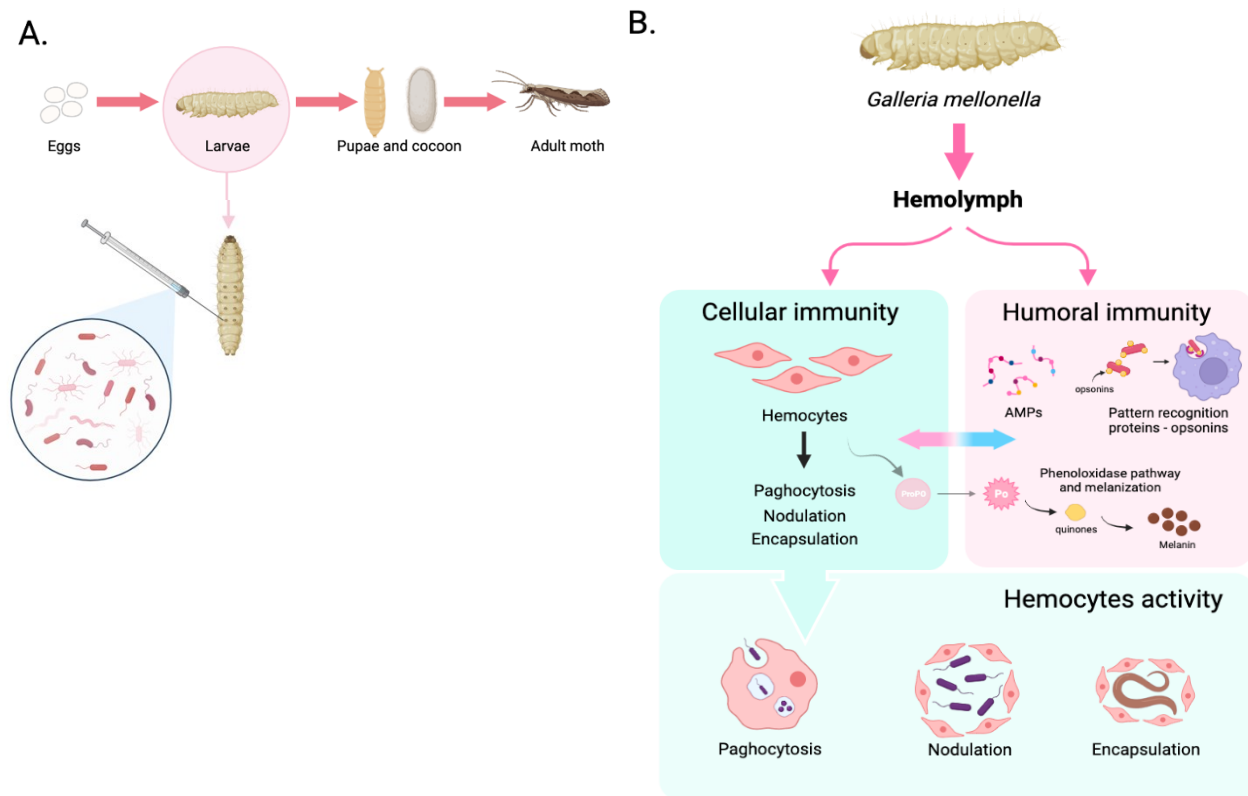 A.
Eggs
Larvae
Pupae and cocoon
Adult moth
B.
Galleria mellonella
Hemolymph
Cellular immunity
Hemocytes
Paghocytosis
Nodulation
Encapsulation
ProPO
Humoral immunity
AMPs
opsonins
Pattern recognition
proteins - opsonins
Phenoloxidase pathway
and melanization
Po
quinones
Melanin
Hemocytes activity
Paghocytosis
Nodulation
Encapsulation